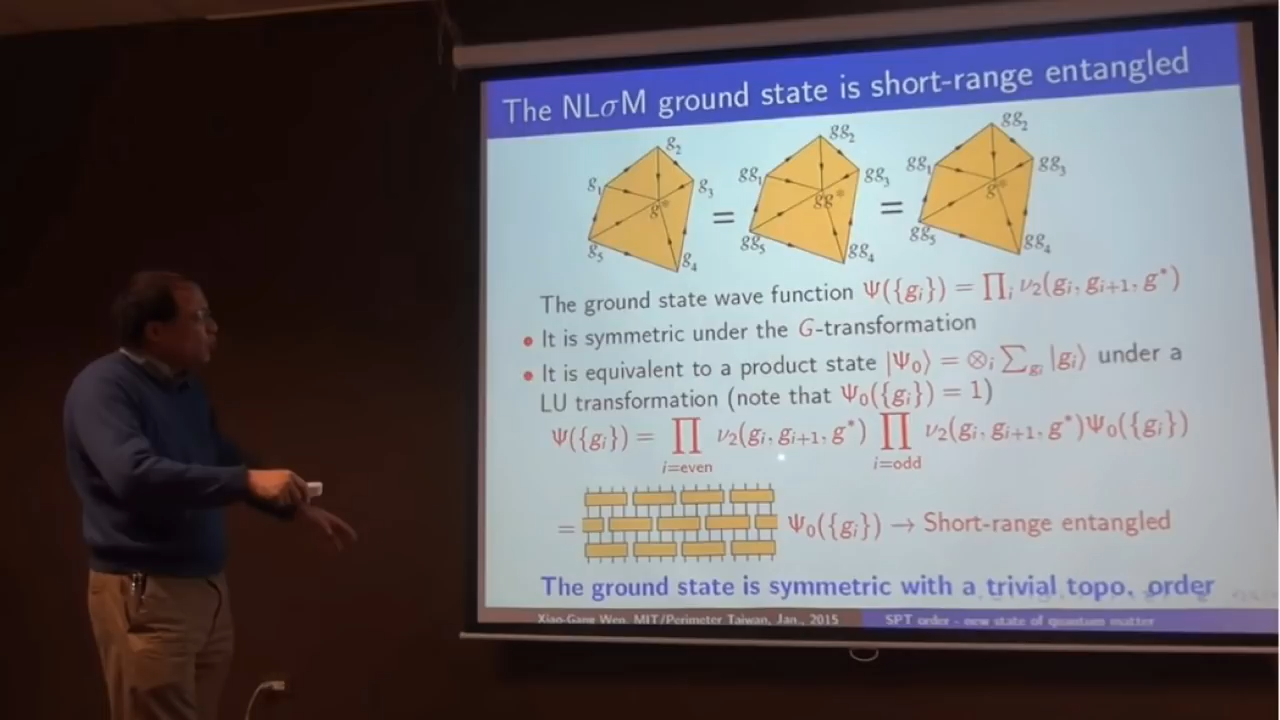 The NLσM ground state is short-range entangled
g₁ g₂ g₃ g₄ g₅ g* = gg₁ gg₂ gg₃ gg₄ gg₅ gg* = gg₁ gg₂ gg₃ gg₄ gg₅ g*
The ground state wave function Ψ({gᵢ}) = ∏ᵢ ν₂(gᵢ, gᵢ₊₁, g*)
• It is symmetric under the G-transformation
• It is equivalent to a product state |Ψ₀⟩ = ⊗ᵢ ∑gᵢ |gᵢ⟩ under a
LU transformation (note that Ψ₀({gᵢ}) = 1)
Ψ({gᵢ}) = ∏ ν₂(gᵢ, gᵢ₊₁, g*) ∏ ν₂(gᵢ, gᵢ₊₁, g*)Ψ₀({gᵢ})
i=even i=odd
= Ψ₀({gᵢ}) → Short-range entangled
The ground state is symmetric with a trivial topo. order
Xiao-Gang Wen, MIT/Perimeter Taiwan, Jan., 2015 SPT order - new state of quantum matter